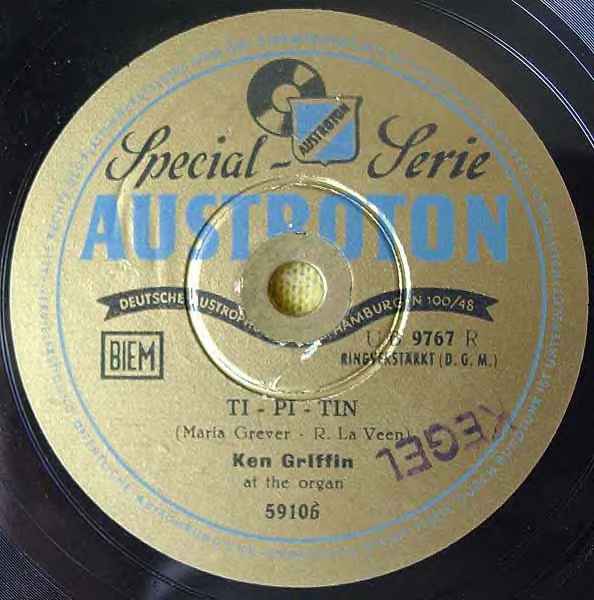 AUSTROTON
Special - Serie
AUSTROTON
DEUTSCHE AUSTROPH HAMBURG N 100/48
BIEM
U B 9767 R
RINGVERSTÄRKT (D. G. M.)
TI - PI - TIN
(Maria Grever - R. La Veen)
Ken Griffin
at the organ
59106
KEGEL